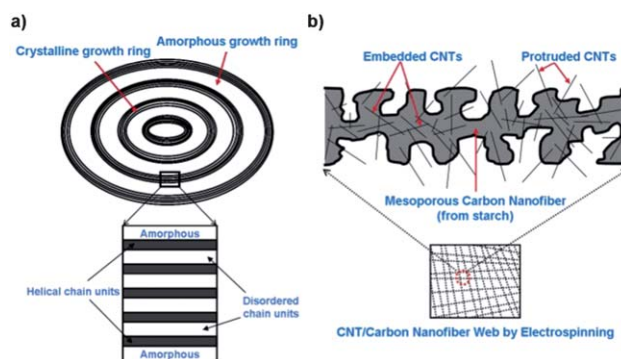 a)
Crystalline growth ring
Amorphous growth ring
Amorphous
Helical chain units
Disordered
chain units
Amorphous
b)
Embedded CNTs
Protruded CNTs
Mesoporous Carbon Nanofiber
(from starch)
CNT/Carbon Nanofiber Web by Electrospinning